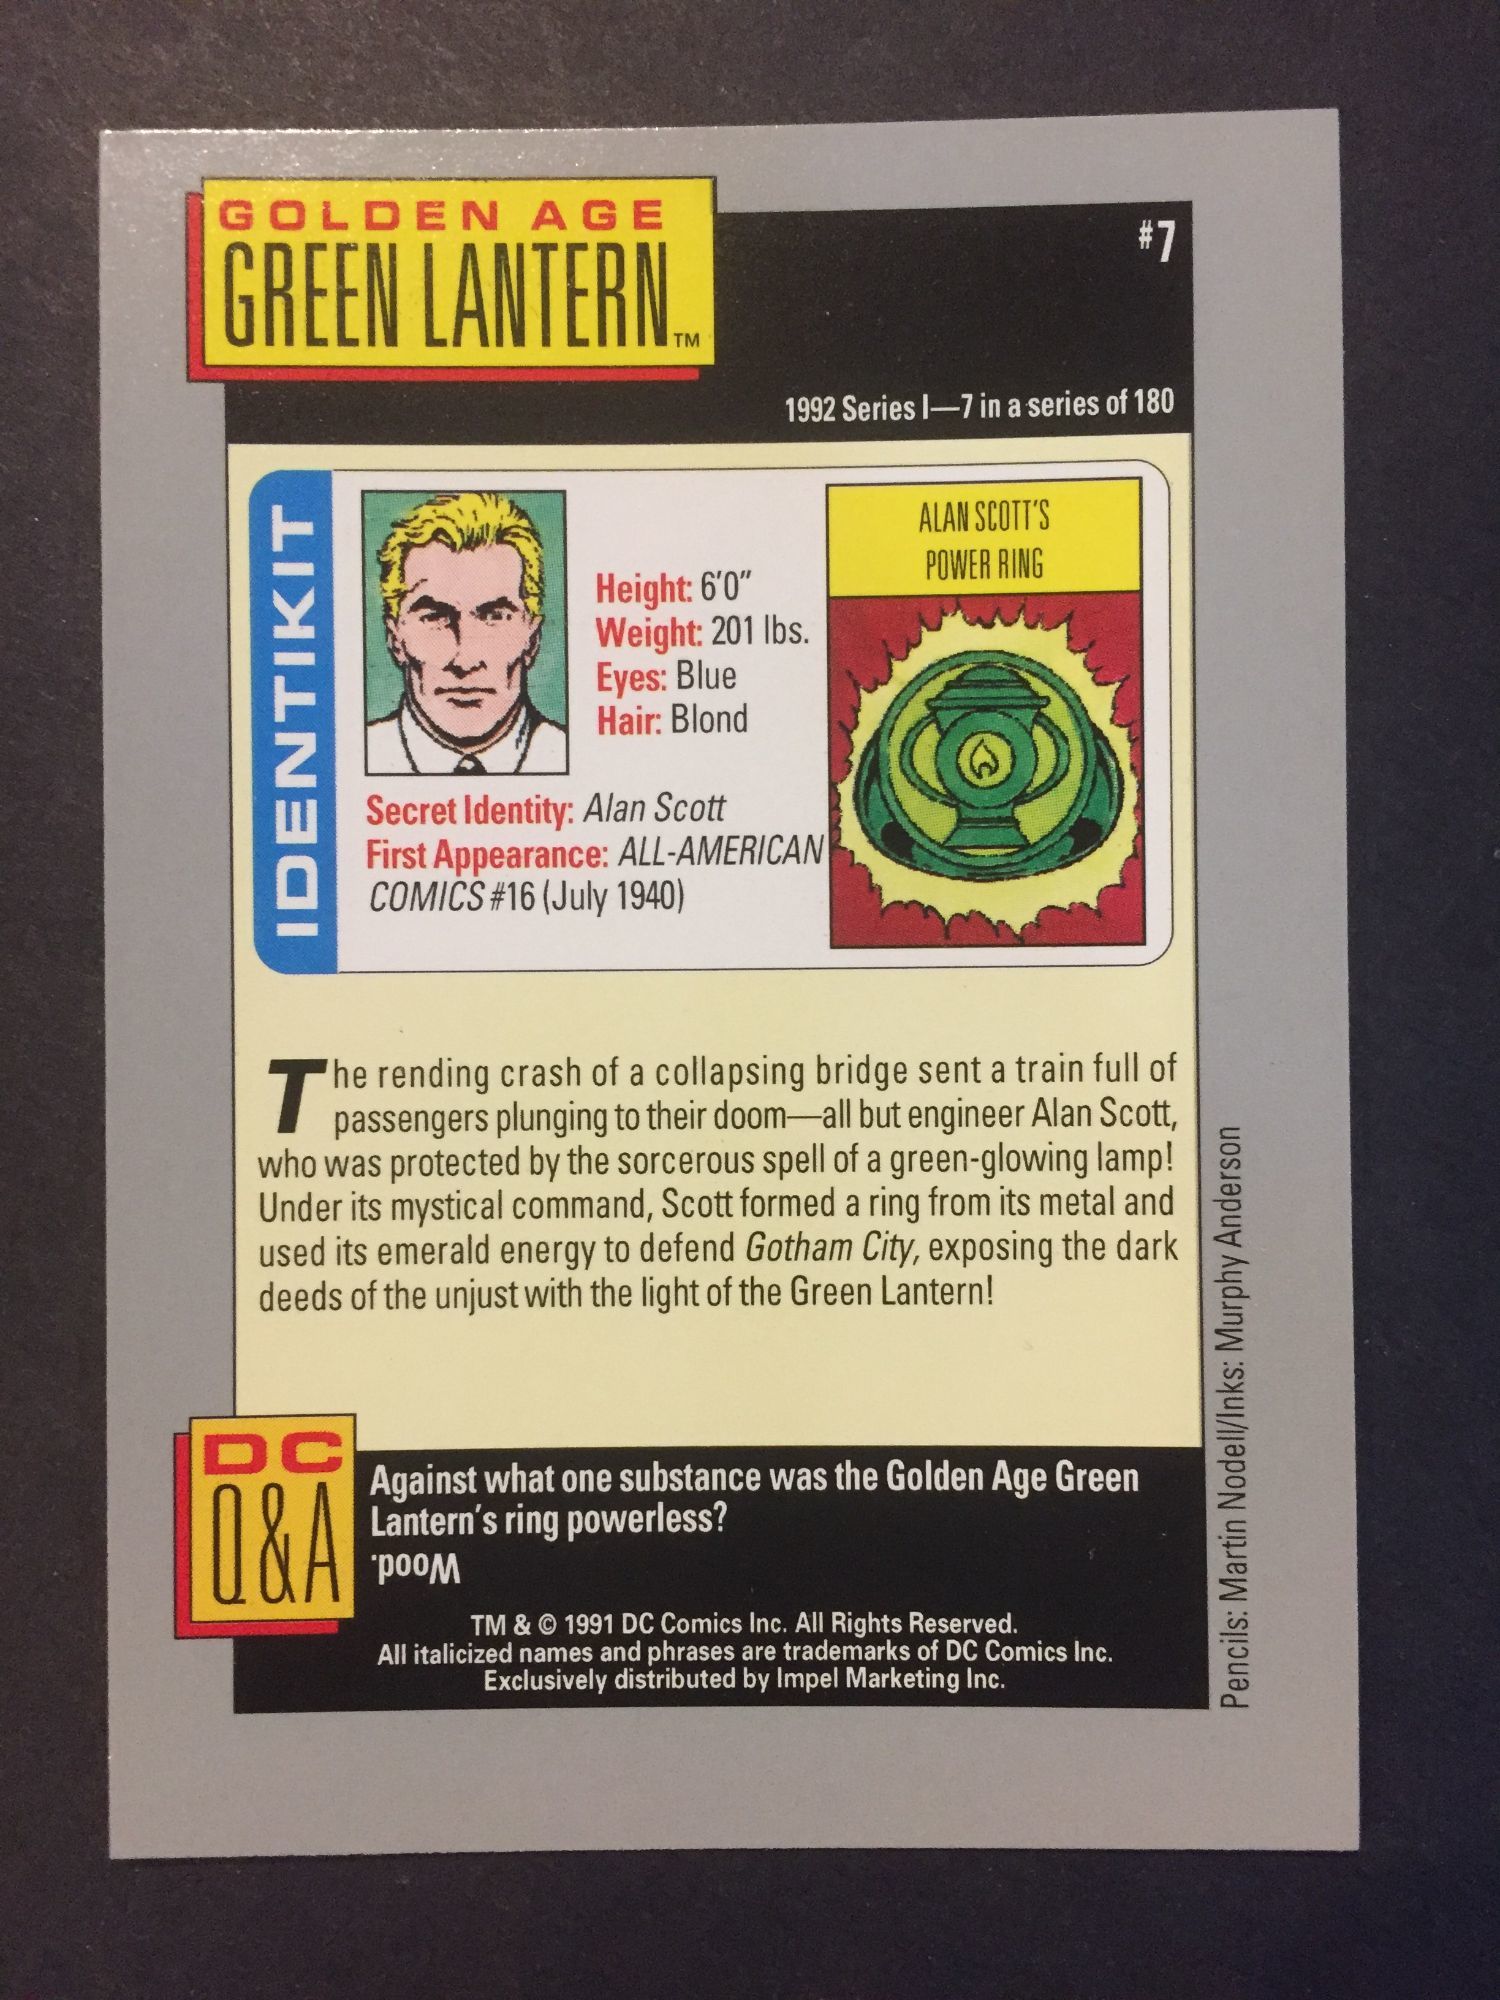 GOLDEN AGE
GREEN LANTERN™
#7
1992 Series I—7 in a series of 180
IDENTIKIT
Height: 6'0"
Weight: 201 lbs.
Eyes: Blue
Hair: Blond
Secret Identity: Alan Scott
First Appearance: ALL-AMERICAN
COMICS #16 (July 1940)
ALAN SCOTT'S
POWER RING
The rending crash of a collapsing bridge sent a train full of
passengers plunging to their doom—all but engineer Alan Scott,
who was protected by the sorcerous spell of a green-glowing lamp!
Under its mystical command, Scott formed a ring from its metal and
used its emerald energy to defend Gotham City, exposing the dark
deeds of the unjust with the light of the Green Lantern!
DC
Q&A
Against what one substance was the Golden Age Green
Lantern's ring powerless?
Wood.
TM & © 1991 DC Comics Inc. All Rights Reserved.
All italicized names and phrases are trademarks of DC Comics Inc.
Exclusively distributed by Impel Marketing Inc.
Pencils: Martin Nodell/Inks: Murphy Anderson